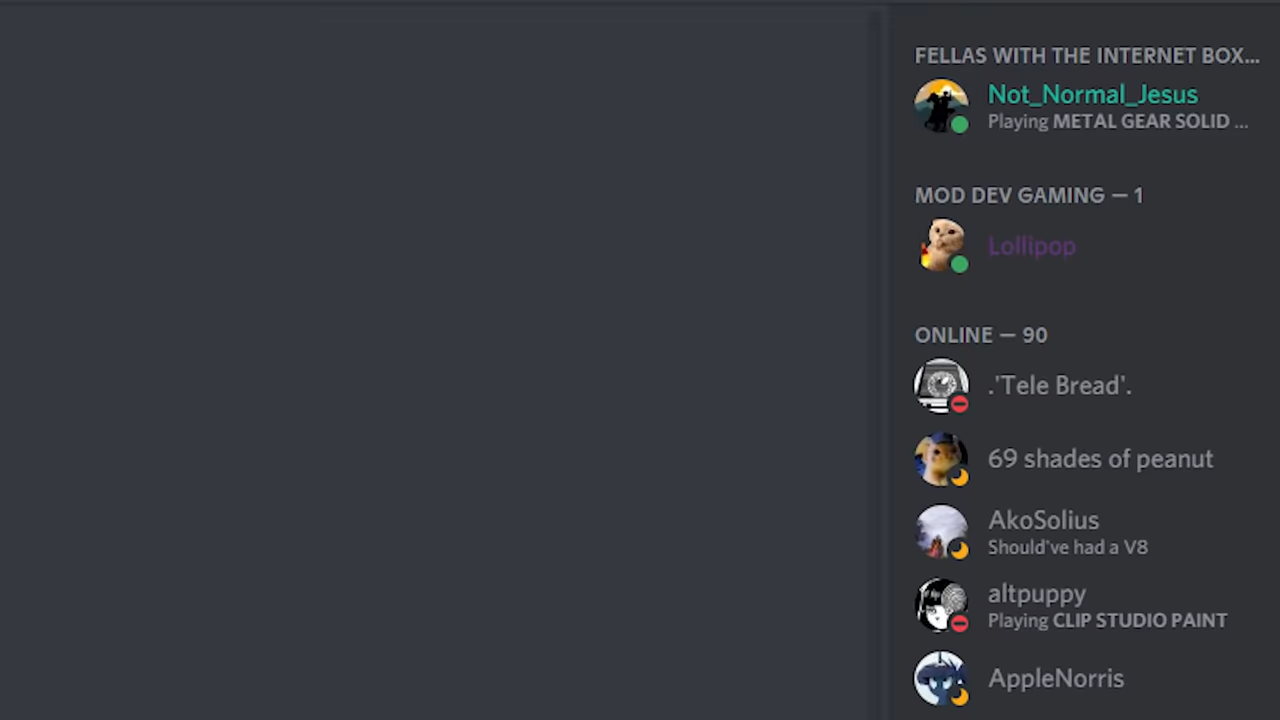 FELLAS WITH THE INTERNET BOX...
Not_Normal_Jesus
Playing METAL GEAR SOLID ...
MOD DEV GAMING — 1
Lollipop
ONLINE — 90
.'Tele Bread'.
69 shades of peanut
AkoSolius
Should've had a V8
altpuppy
Playing CLIP STUDIO PAINT
AppleNorris